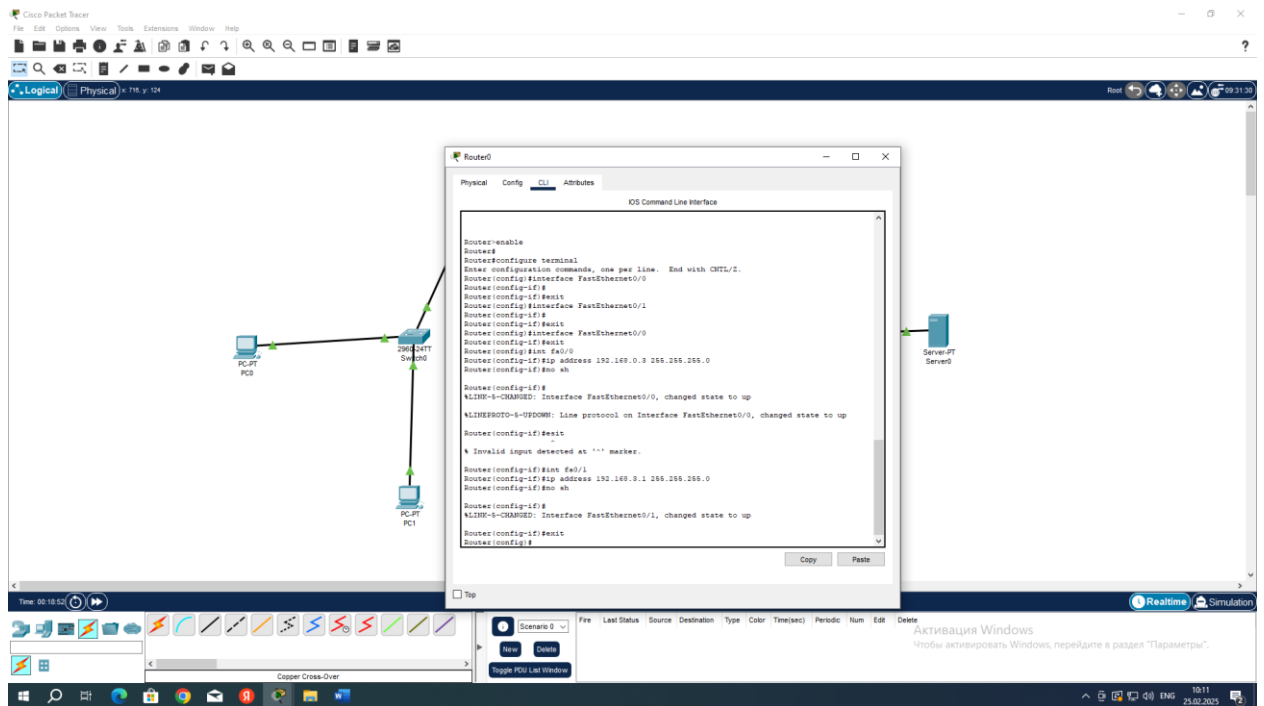 Cisco Packet Tracer
File Edit Options View Tools Extensions Window Help
?
Logical Physical x: 716, y: 124
Root 09:31:30
Router0
Physical Config CLI Attributes
IOS Command Line Interface
Router>enable
Router#
Router#configure terminal
Enter configuration commands, one per line. End with CNTL/Z.
Router(config)#interface FastEthernet0/0
Router(config-if)#
Router(config-if)#exit
Router(config)#interface FastEthernet0/1
Router(config-if)#
Router(config-if)#exit
Router(config)#interface FastEthernet0/0
Router(config-if)#exit
Router(config)#int fa0/0
Router(config-if)#ip address 192.168.0.3 255.255.255.0
Router(config-if)#no sh
Router(config-if)#
%LINK-5-CHANGED: Interface FastEthernet0/0, changed state to up
%LINEPROTO-5-UPDOWN: Line protocol on Interface FastEthernet0/0, changed state to up
Router(config-if)#esit
^
% Invalid input detected at '^' marker.
Router(config-if)#int fa0/1
Router(config-if)#ip address 192.168.3.1 255.255.255.0
Router(config-if)#no sh
Router(config-if)#
%LINK-5-CHANGED: Interface FastEthernet0/1, changed state to up
Router(config-if)#exit
Router(config)#
Copy Paste
Top
2960-24TT
Switch0
PC-PT
PC0
PC-PT
PC1
Server-PT
Server0
Time: 00:18:52
Realtime Simulation
Scenario 0
New Delete
Toggle PDU List Window
Fire Last Status Source Destination Type Color Time(sec) Periodic Num Edit Delete
Copper Cross-Over
Активация Windows
Чтобы активировать Windows, перейдите в раздел "Параметры".
ENG
10:11
25.02.2025
2